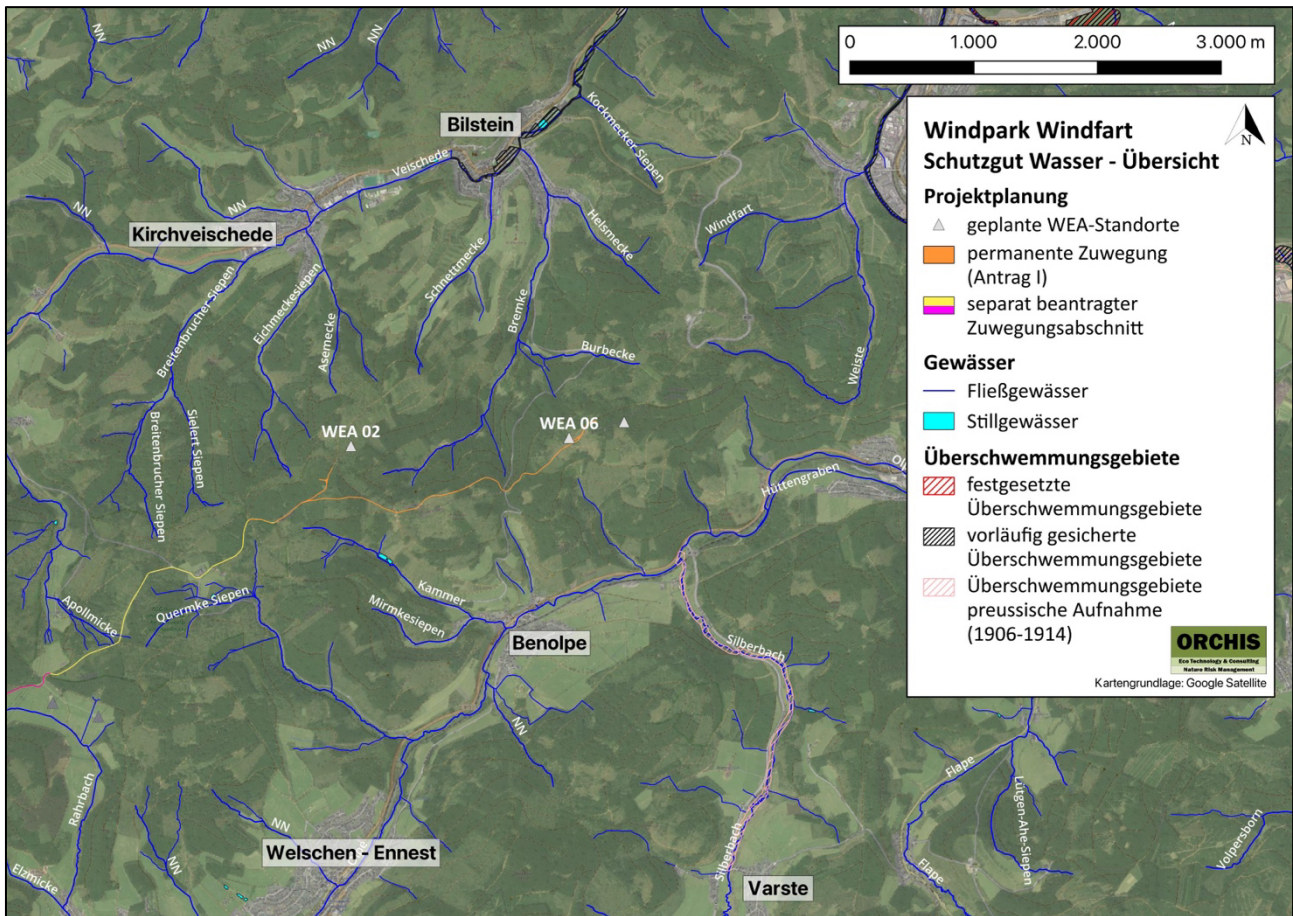 0 1.000 2.000 3.000 m
Windpark Windfart
Schutzgut Wasser - Übersicht
N
Projektplanung
geplante WEA-Standorte
permanente Zuwegung
(Antrag I)
separat beantragter
Zuwegungsabschnitt
Gewässer
Fließgewässer
Stillgewässer
Überschwemmungsgebiete
festgesetzte
Überschwemmungsgebiete
vorläufig gesicherte
Überschwemmungsgebiete
Überschwemmungsgebiete
preussische Aufnahme
(1906-1914)
ORCHIS
Eco Technology & Consulting
Nature Risk Management
Kartengrundlage: Google Satellite
NN
NN
NN
Bilstein
Kockmecker Siepen
Veischede
NN
NN
Kirchveischede
Windfart
Helsmecke
Schnettmecke
Breitenbrucher Siepen
Eichmeckesiepen
Bremke
Asemecke
Burbecke
Welste
WEA 02
WEA 06
Sielert Siepen
Breitenbrucher Siepen
Hüttengraben
Kammer
Quermke Siepen
Apollmicke
Mirmkesiepen
Benolpe
Silberbach
NN
Rahrbach
Flape
Lütgen-Ahe-Siepen
NN
Welschen - Ennest
NN
Volpersborn
Silberbach
Flape
Elzmicke
Varste